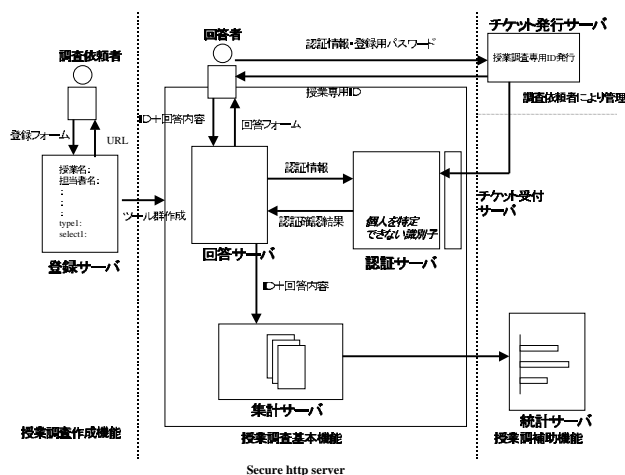 チケット発行サーバ
回答者
認証情報・登録用パスワード
授業調査専用ID発行
調査依頼者
授業専用ID
調査依頼者により管理
ID+回答内容
回答フォーム
登録フォーム
URL
授業名:
担当者名:
:
:
:
type1:
select1:
認証情報
ツール群作成
認証確認結果
個人を特定
できない識別子
チケット受付
サーバ
登録サーバ
回答サーバ
認証サーバ
ID+回答内容
集計サーバ
統計サーバ
授業調査作成機能
授業調査基本機能
授業調補助機能
Secure http server